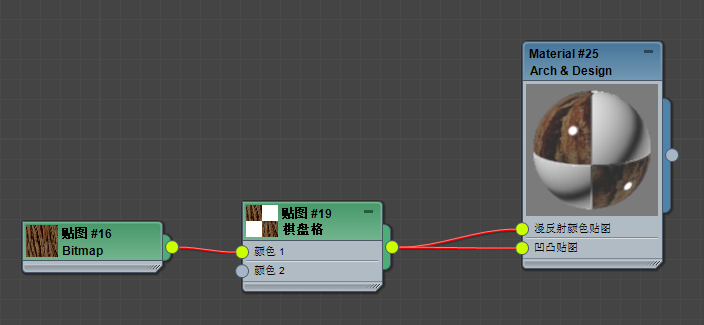 Material #25
Arch & Design
漫反射颜色贴图
凹凸贴图
贴图 #19
棋盘格
颜色 1
颜色 2
贴图 #16
Bitmap